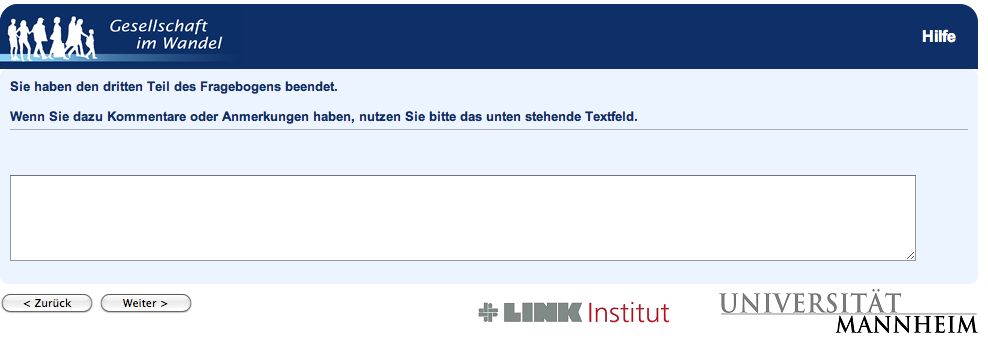 Gesellschaft
im Wandel
Hilfe
Sie haben den dritten Teil des Fragebogens beendet.
Wenn Sie dazu Kommentare oder Anmerkungen haben, nutzen Sie bitte das unten stehende Textfeld.
< Zurück
Weiter >
LINK Institut
UNIVERSITÄT
MANNHEIM